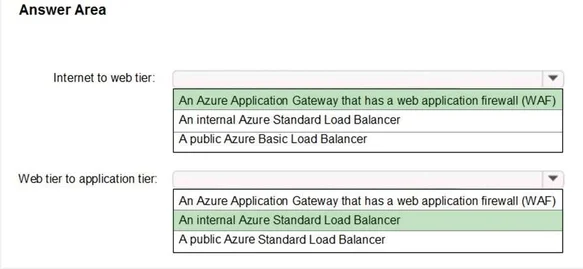 Answer Area
Internet to web tier:
An Azure Application Gateway that has a web application firewall (WAF)
An internal Azure Standard Load Balancer
A public Azure Basic Load Balancer
Web tier to application tier:
An Azure Application Gateway that has a web application firewall (WAF)
An internal Azure Standard Load Balancer
A public Azure Standard Load Balancer